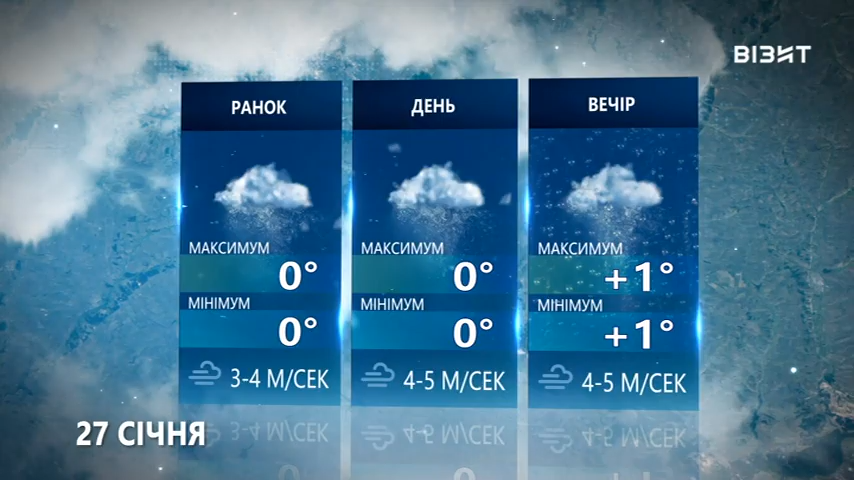 ВІЗИТ
РАНОК
МАКСИМУМ
0°
МІНІМУМ
0°
3-4 М/СЕК
ДЕНЬ
МАКСИМУМ
0°
МІНІМУМ
0°
4-5 М/СЕК
ВЕЧІР
МАКСИМУМ
+1°
МІНІМУМ
+1°
4-5 М/СЕК
27 СІЧНЯ